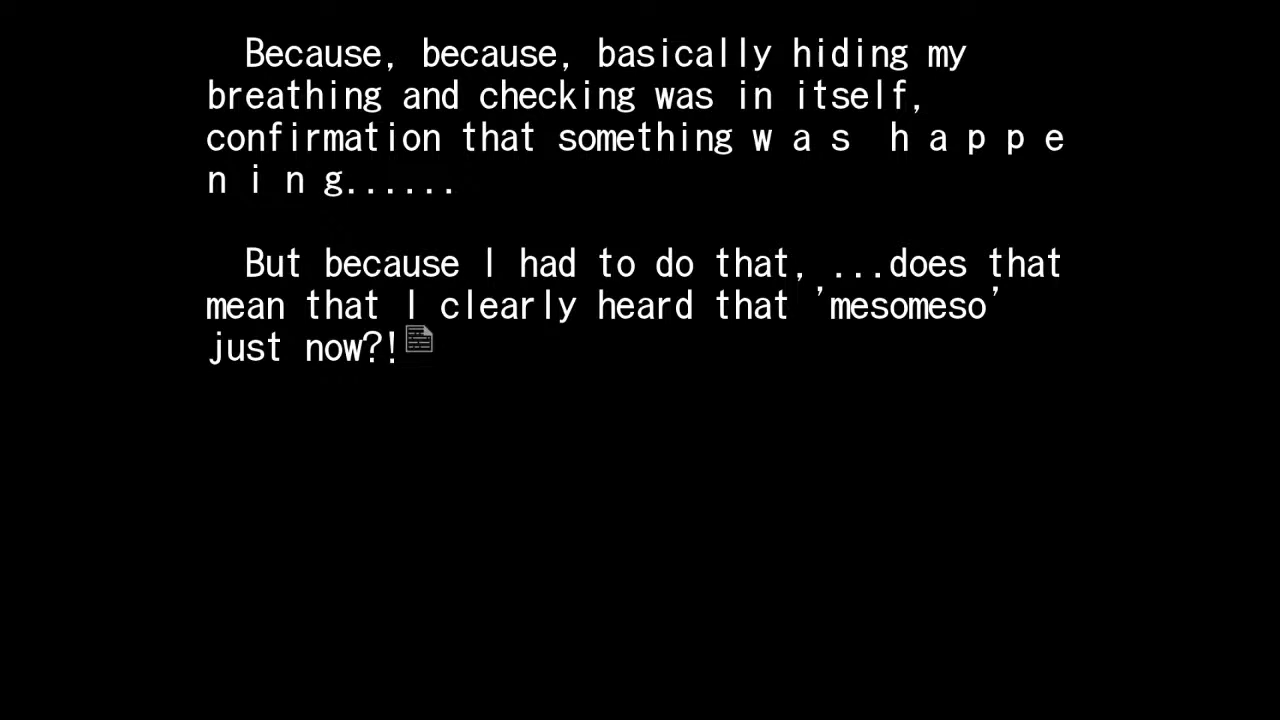 Because, because, basically hiding my
breathing and checking was in itself,
confirmation that something w a s  h a p p e
n i n g......
But because I had to do that, ...does that
mean that I clearly heard that 'mesomeso'
just now?!